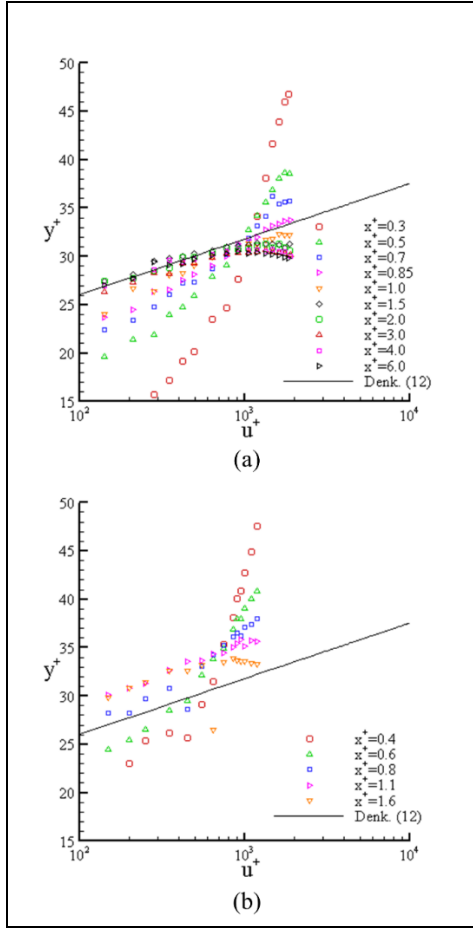 50
45
40
35
30
25
20
15
y⁺
10²
10³
10⁴
u⁺
x⁺=0.3
x⁺=0.5
x⁺=0.7
x⁺=0.85
x⁺=1.0
x⁺=1.5
x⁺=2.0
x⁺=3.0
x⁺=4.0
x⁺=6.0
Denk. (12)
(a)
50
45
40
35
30
25
20
15
y⁺
10²
10³
10⁴
u⁺
x⁺=0.4
x⁺=0.6
x⁺=0.8
x⁺=1.1
x⁺=1.6
Denk. (12)
(b)